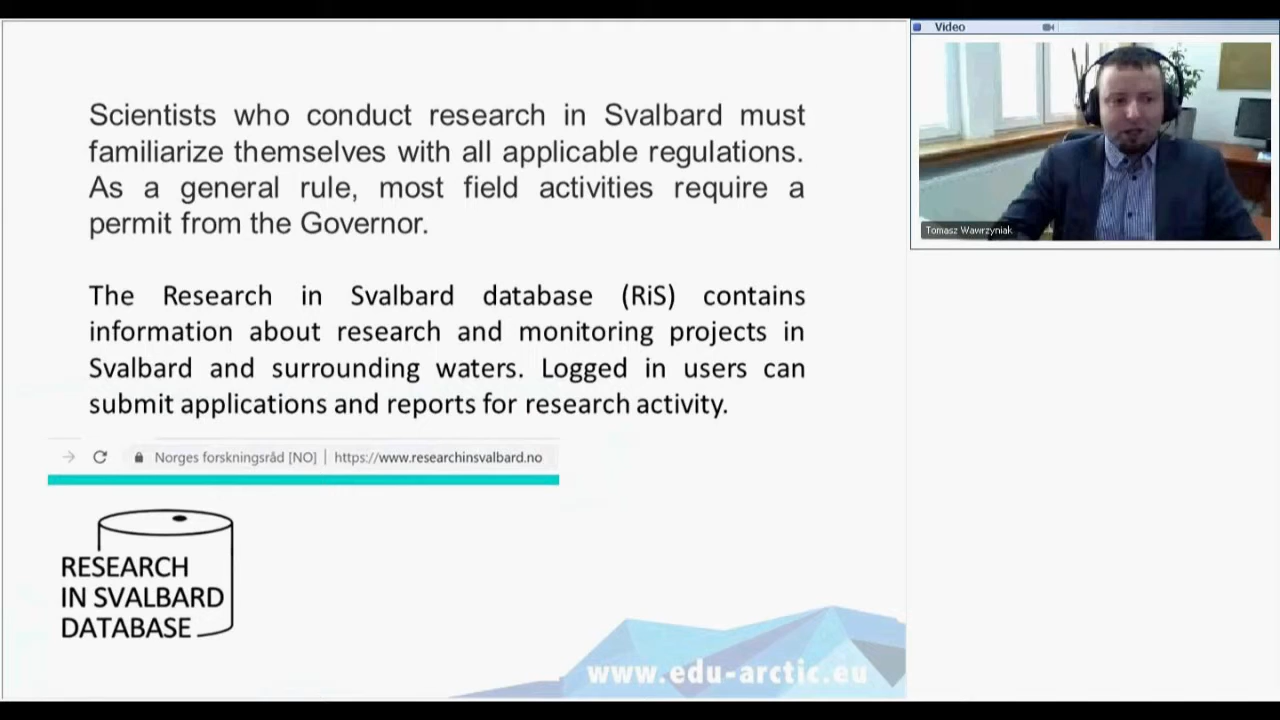 Scientists who conduct research in Svalbard must
familiarize themselves with all applicable regulations.
As a general rule, most field activities require a
permit from the Governor.
The Research in Svalbard database (RiS) contains
information about research and monitoring projects in
Svalbard and surrounding waters. Logged in users can
submit applications and reports for research activity.
Norges forskningsråd [NO] | https://www.researchinsvalbard.no
RESEARCH
IN SVALBARD
DATABASE
www.edu-arctic.eu
Video
Tomasz Wawrzyniak